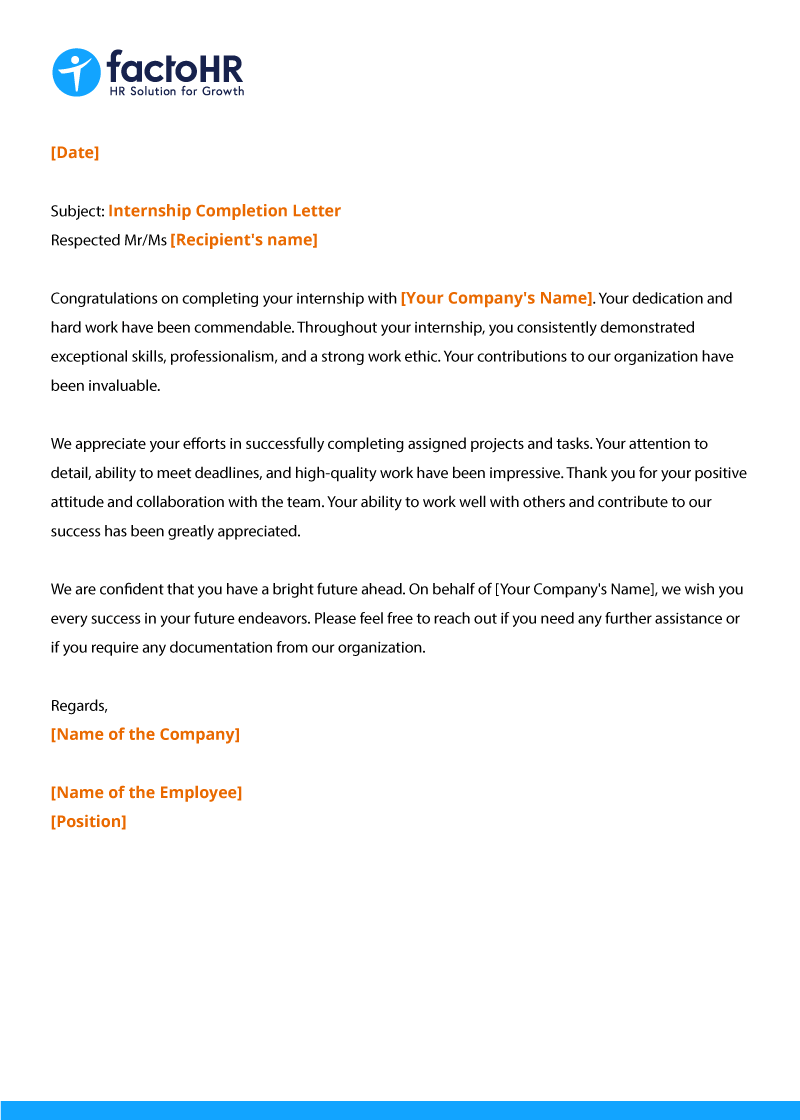 factoHR
HR Solution for Growth
[Date]
Subject: Internship Completion Letter
Respected Mr/Ms [Recipient's name]
Congratulations on completing your internship with [Your Company's Name]. Your dedication and
hard work have been commendable. Throughout your internship, you consistently demonstrated
exceptional skills, professionalism, and a strong work ethic. Your contributions to our organization have
been invaluable.
We appreciate your efforts in successfully completing assigned projects and tasks. Your attention to
detail, ability to meet deadlines, and high-quality work have been impressive. Thank you for your positive
attitude and collaboration with the team. Your ability to work well with others and contribute to our
success has been greatly appreciated.
We are confident that you have a bright future ahead. On behalf of [Your Company's Name], we wish you
every success in your future endeavors. Please feel free to reach out if you need any further assistance or
if you require any documentation from our organization.
Regards,
[Name of the Company]
[Name of the Employee]
[Position]